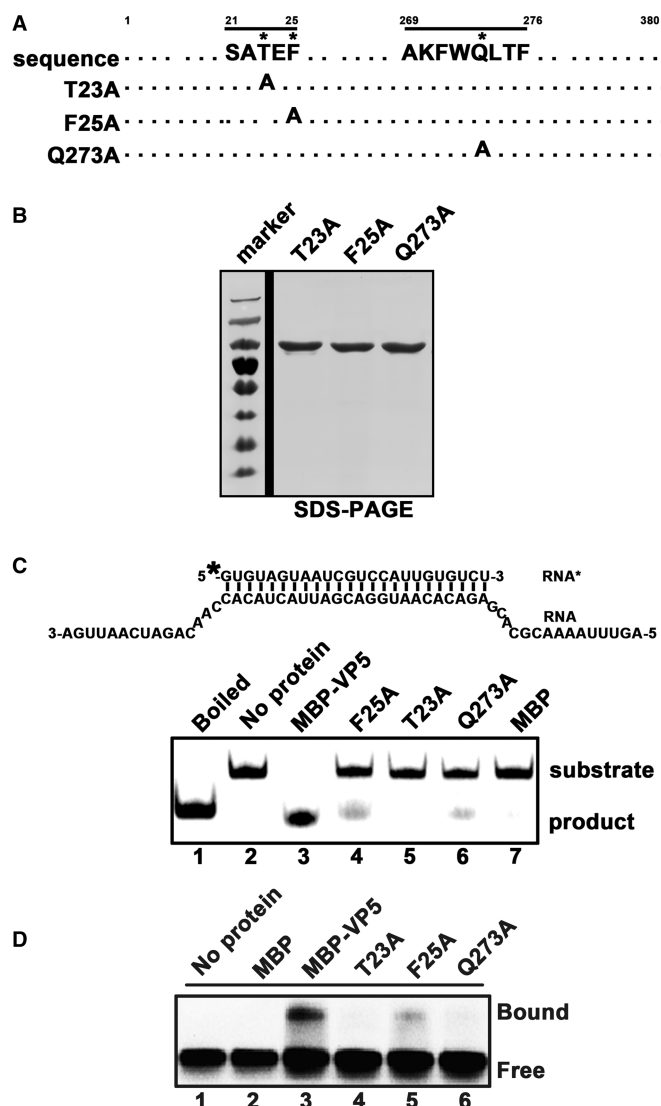 A
1 21 25 269 276 380
* * *
sequence SATEF AKFWQLTF
T23A A
F25A A
Q273A A
B
marker T23A F25A Q273A
SDS-PAGE
C
5-*GUGUAGUAAUCGUCCAUUGUGUCU-3 RNA*
3-AGUUAACUAGACAACCACAUCAUUAGCAGGUAACACAGAGCACGCAAAAUUUGA-5 RNA
Boiled No protein MBP-VP5 F25A T23A Q273A MBP
substrate
product
1 2 3 4 5 6 7
D
No protein MBP MBP-VP5 T23A F25A Q273A
Bound
Free
1 2 3 4 5 6